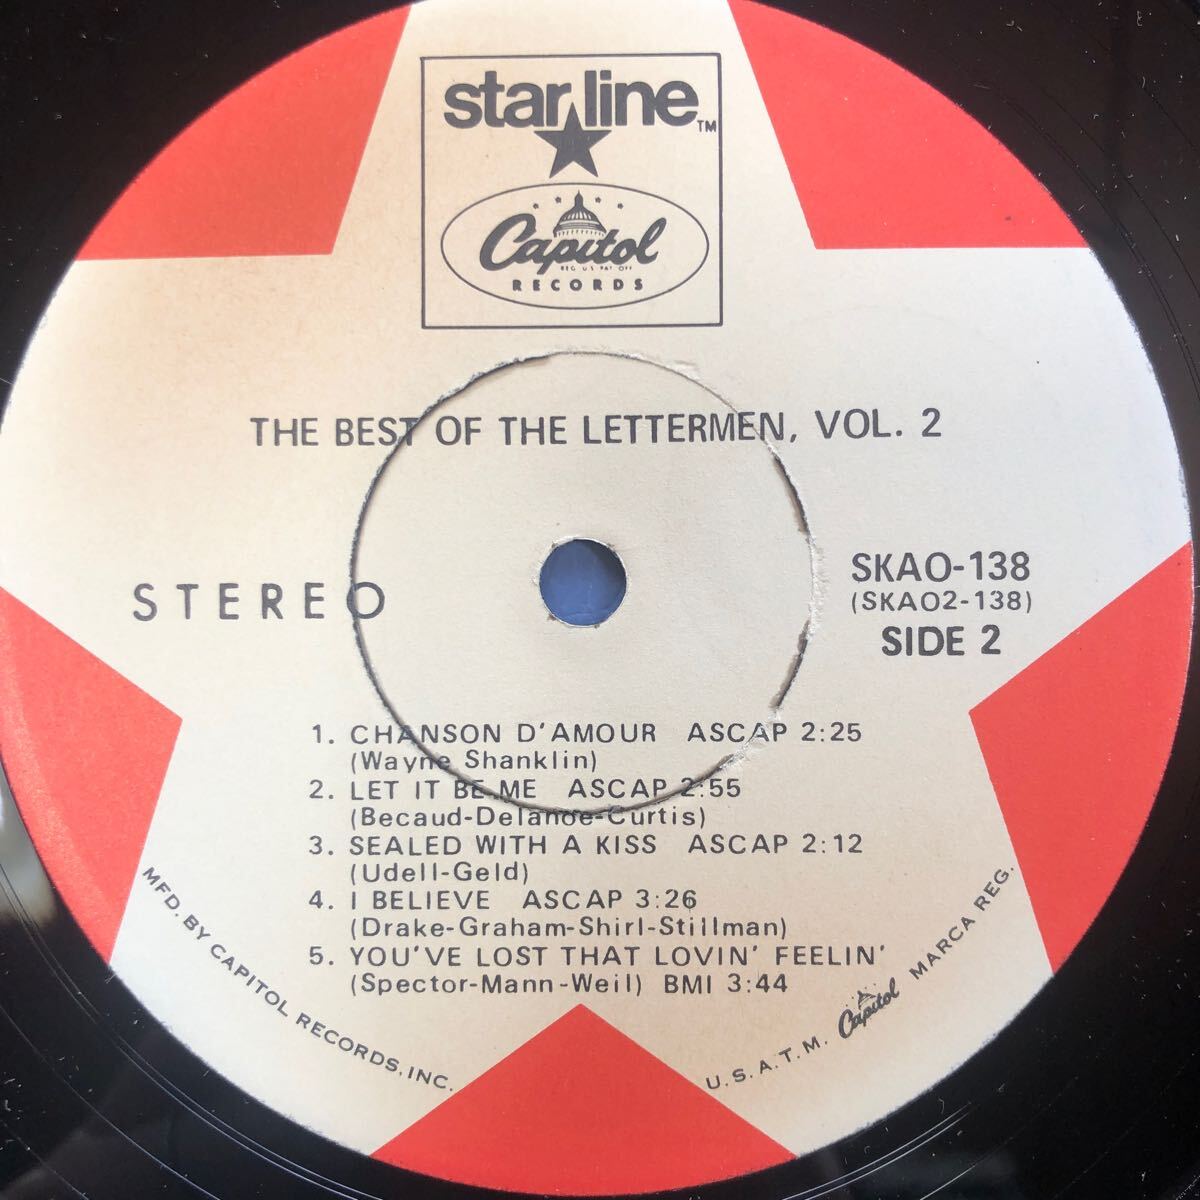 starline TM
Capitol
REG US PAT OFF
RECORDS
THE BEST OF THE LETTERMEN, VOL. 2
STEREO
SKAO-138
(SKAO2-138)
SIDE 2
1. CHANSON D'AMOUR ASCAP 2:25
(Wayne Shanklin)
2. LET IT BE ME ASCAP 2:55
(Becaud-Delanoe-Curtis)
3. SEALED WITH A KISS ASCAP 2:12
(Udell-Geld)
4. I BELIEVE ASCAP 3:26
(Drake-Graham-Shirl-Stillman)
5. YOU'VE LOST THAT LOVIN' FEELIN'
(Spector-Mann-Weil) BMI 3:44
MFD. BY CAPITOL RECORDS, INC.
U.S.A. T.M. Capitol MARCA REG.